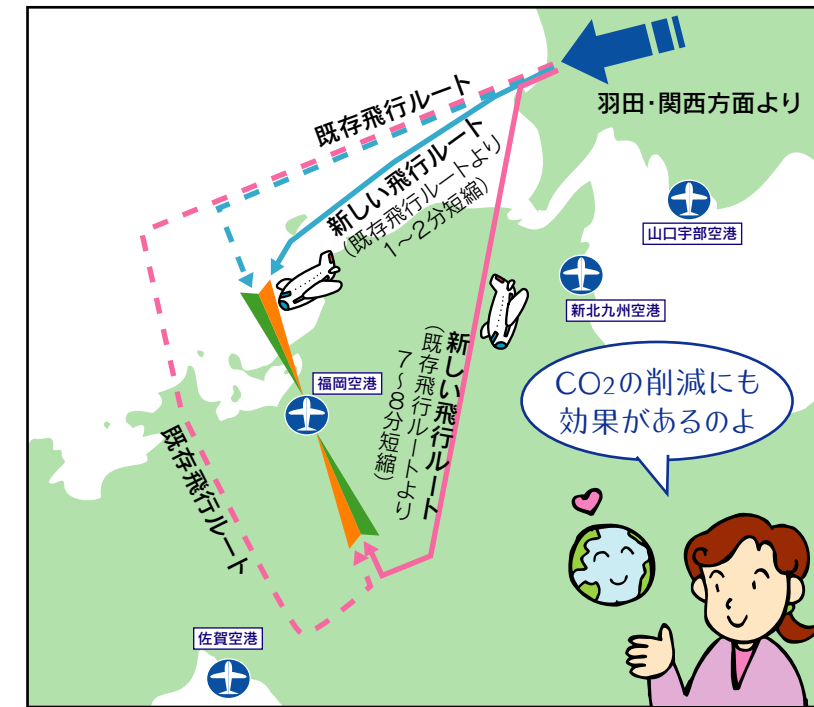 既存飛行ルート
羽田・関西方面より
新しい飛行ルート
(既存飛行ルートより
1〜2分短縮)
山口宇部空港
新北九州空港
新しい飛行ルート
(既存飛行ルートより
7〜8分短縮)
福岡空港
CO2の削減にも
効果があるのよ
既存飛行ルート
佐賀空港